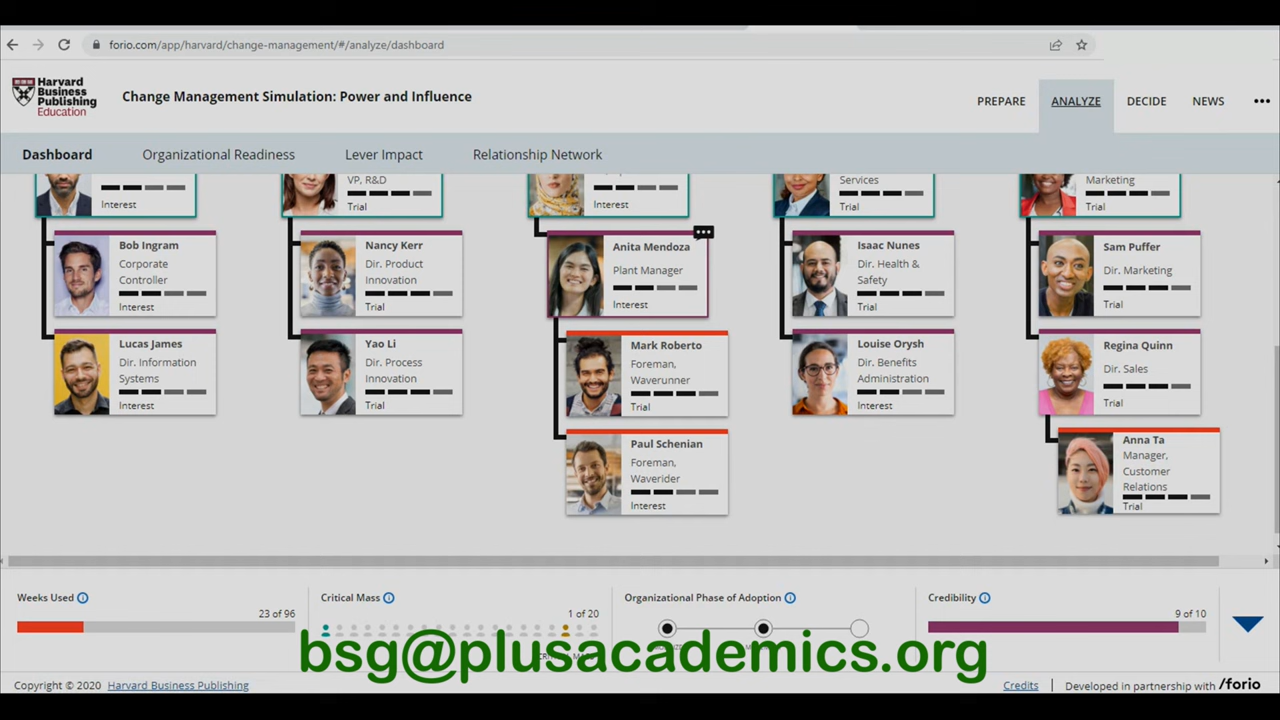 forio.com/app/harvard/change-management/#/analyze/dashboard
Harvard
Business
Publishing
Education
Change Management Simulation: Power and Influence
PREPARE
ANALYZE
DECIDE
NEWS
Dashboard
Organizational Readiness
Lever Impact
Relationship Network
Interest
VP, R&D
Trial
Interest
Services
Trial
Marketing
Trial
Bob Ingram
Corporate
Controller
Interest
Nancy Kerr
Dir. Product
Innovation
Trial
Anita Mendoza
Plant Manager
Interest
Isaac Nunes
Dir. Health &
Safety
Trial
Sam Puffer
Dir. Marketing
Trial
Lucas James
Dir. Information
Systems
Interest
Yao Li
Dir. Process
Innovation
Trial
Mark Roberto
Foreman,
Waverunner
Trial
Louise Orysh
Dir. Benefits
Administration
Interest
Regina Quinn
Dir. Sales
Trial
Paul Schenian
Foreman,
Waverider
Interest
Anna Ta
Manager,
Customer
Relations
Trial
Weeks Used
23 of 96
Critical Mass
1 of 20
Organizational Phase of Adoption
Credibility
9 of 10
bsg@plusacademics.org
Copyright © 2020 Harvard Business Publishing
Credits
Developed in partnership with /forio